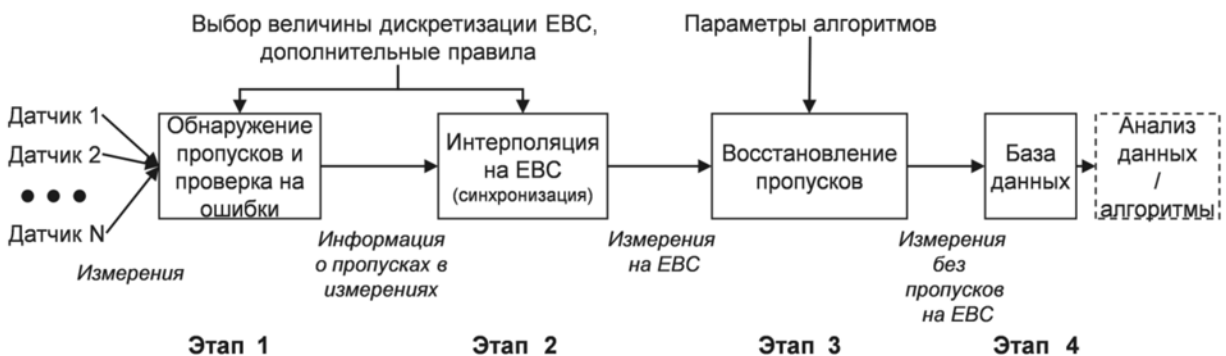 Выбор величины дискретизации ЕВС,
дополнительные правила
Параметры алгоритмов
Датчик 1
Датчик 2
Датчик N
Измерения
Обнаружение
пропусков и
проверка на
ошибки
Информация
о пропусках в
измерениях
Интерполяция
на ЕВС
(синхронизация)
Измерения
на ЕВС
Восстановление
пропусков
Измерения
без
пропусков
на ЕВС
База
данных
Анализ
данных
/
алгоритмы
Этап 1
Этап 2
Этап 3
Этап 4